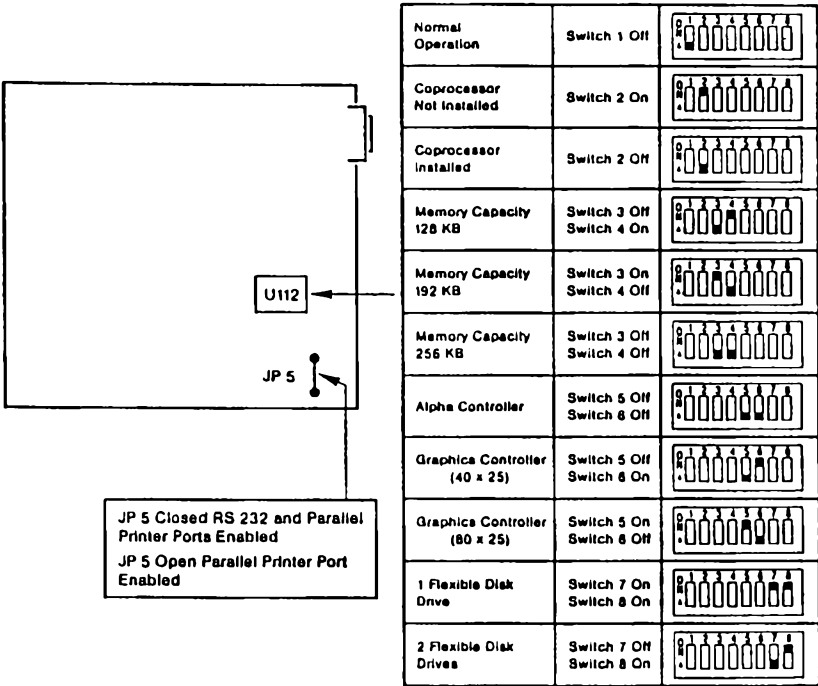 Normal
Operation
Switch 1 Off
Coprocessor
Not Installed
Switch 2 On
Coprocessor
Installed
Switch 2 Off
Memory Capacity
128 KB
Switch 3 Off
Switch 4 On
Memory Capacity
192 KB
Switch 3 On
Switch 4 Off
Memory Capacity
256 KB
Switch 3 Off
Switch 4 Off
Alpha Controller
Switch 5 Off
Switch 6 Off
Graphics Controller
(40 x 25)
Switch 5 Off
Switch 6 On
Graphics Controller
(80 x 25)
Switch 5 On
Switch 6 Off
1 Flexible Disk
Drive
Switch 7 On
Switch 8 On
2 Flexible Disk
Drives
Switch 7 Off
Switch 8 On
U112
JP 5
JP 5 Closed RS 232 and Parallel
Printer Ports Enabled
JP 5 Open Parallel Printer Port
Enabled